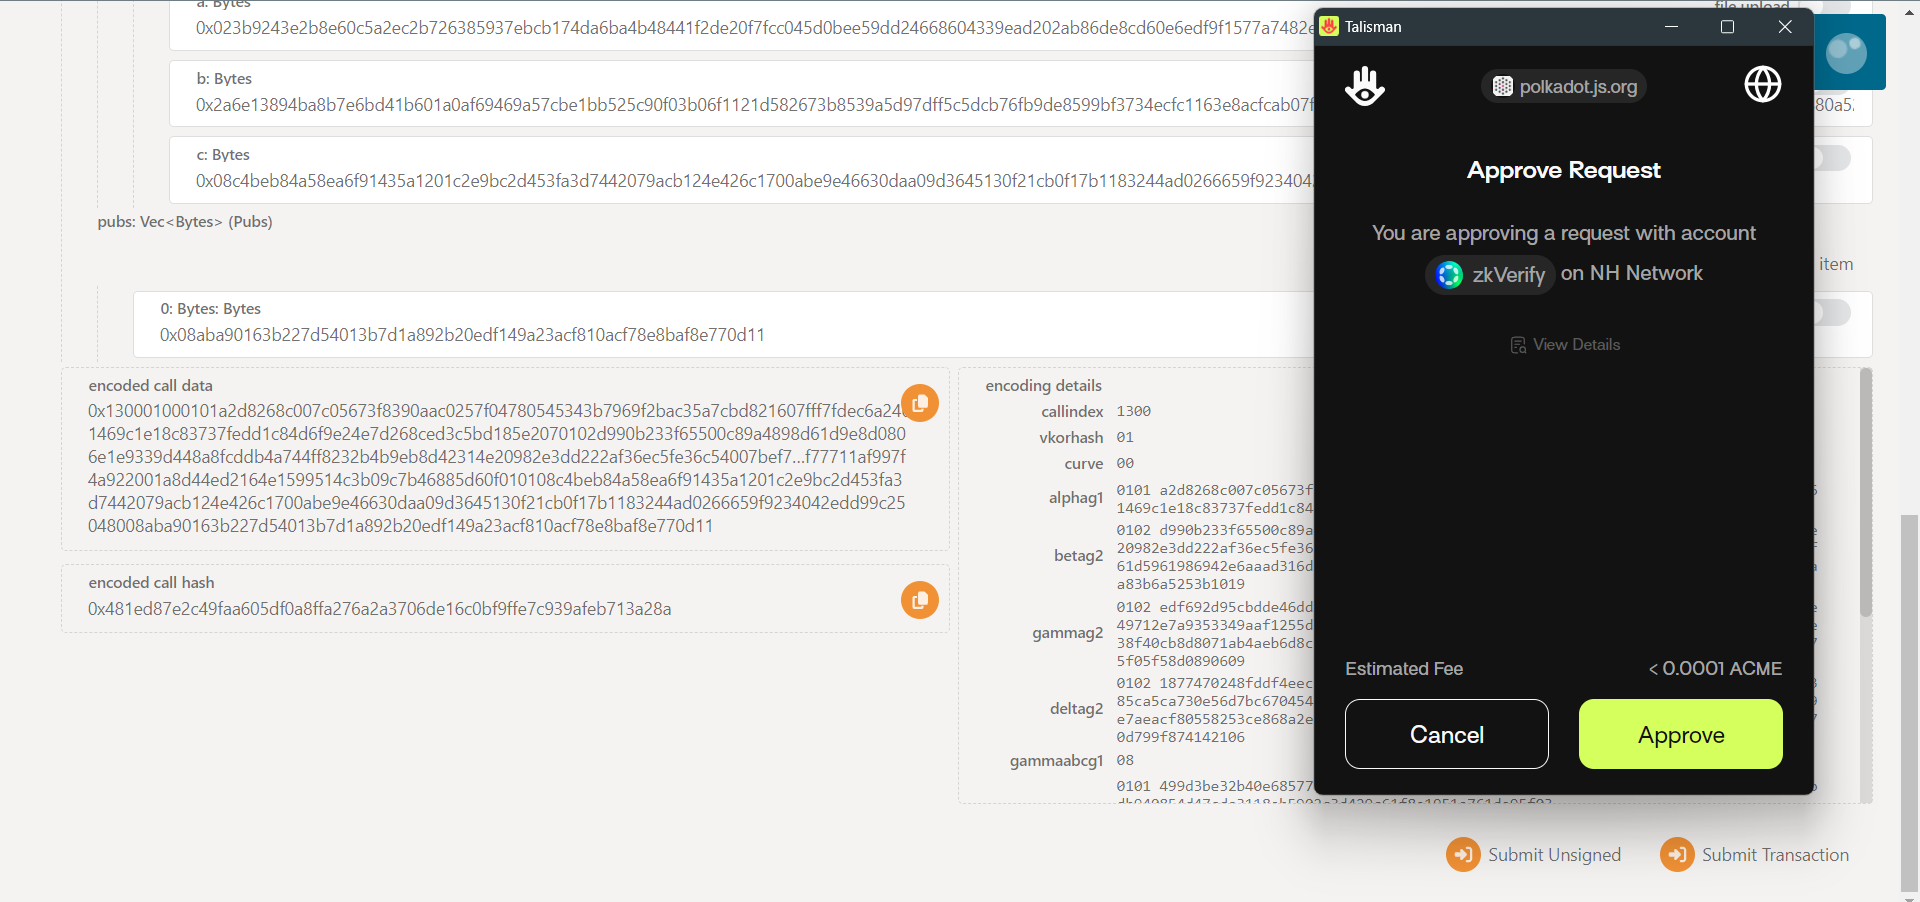 a: Bytes
0x023b9243e2b8e60c5a2ec2b726385937ebcb174da6ba4b48441f2de20f7fcc045d0bee59dd24668604339ead202ab86de8cd60e6edf9f1577a7482e
b: Bytes
0x2a6e13894ba8b7e6bd41b601a0af69469a57cbe1bb525c90f03b06f1121d582673b8539a5d97dff5c5dcb76fb9de8599bf3734ecfc1163e8acfcab07f
80a5
c: Bytes
0x08c4beb84a58ea6f91435a1201c2e9bc2d453fa3d7442079acb124e426c1700abe9e46630daa09d3645130f21cb0f17b1183244ad0266659f923404
pubs: Vec<Bytes> (Pubs)
item
0: Bytes: Bytes
0x08aba90163b227d54013b7d1a892b20edf149a23acf810acf78e8baf8e770d11
encoded call data
0x130001000101a2d8268c007c05673f8390aac0257f04780545343b7969f2bac35a7cbd821607fff7fdec6a24
1469c1e18c83737fedd1c84d6f9e24e7d268ced3c5bd185e2070102d990b233f65500c89a4898d61d9e8d080
6e1e9339d448a8fcddb4a744ff8232b4b9eb8d42314e20982e3dd222af36ec5fe36c54007bef7...f77711af997f
4a922001a8d44ed2164e1599514c3b09c7b46885d60f010108c4beb84a58ea6f91435a1201c2e9bc2d453fa3
d7442079acb124e426c1700abe9e46630daa09d3645130f21cb0f17b1183244ad0266659f9234042edd99c25
048008aba90163b227d54013b7d1a892b20edf149a23acf810acf78e8baf8e770d11
encoded call hash
0x481ed87e2c49faa605df0a8ffa276a2a3706de16c0bf9ffe7c939afeb713a28a
encoding details
callindex 1300
vkorhash 01
curve 00
alphag1 0101 a2d8268c007c05673f
1469c1e18c83737fedd1c84
betag2 0102 d990b233f65500c89a
20982e3dd222af36ec5fe36
61d5961986942e6aaad316d
a83b6a5253b1019
gammag2 0102 edf692d95cbdde46dd
49712e7a9353349aaf1255d
38f40cb8d8071ab4aeb6d8c
5f05f58d0890609
deltag2 0102 1877470248fddf4eec
85ca5ca730e56d7bc670454
e7aeacf80558253ce868a2e
0d799f874142106
gammaabcg1 08
0101 499d3be32b40e68577
Submit Unsigned
Submit Transaction
file upload
Talisman
polkadot.js.org
Approve Request
You are approving a request with account
zkVerify on NH Network
View Details
Estimated Fee < 0.0001 ACME
Cancel
Approve